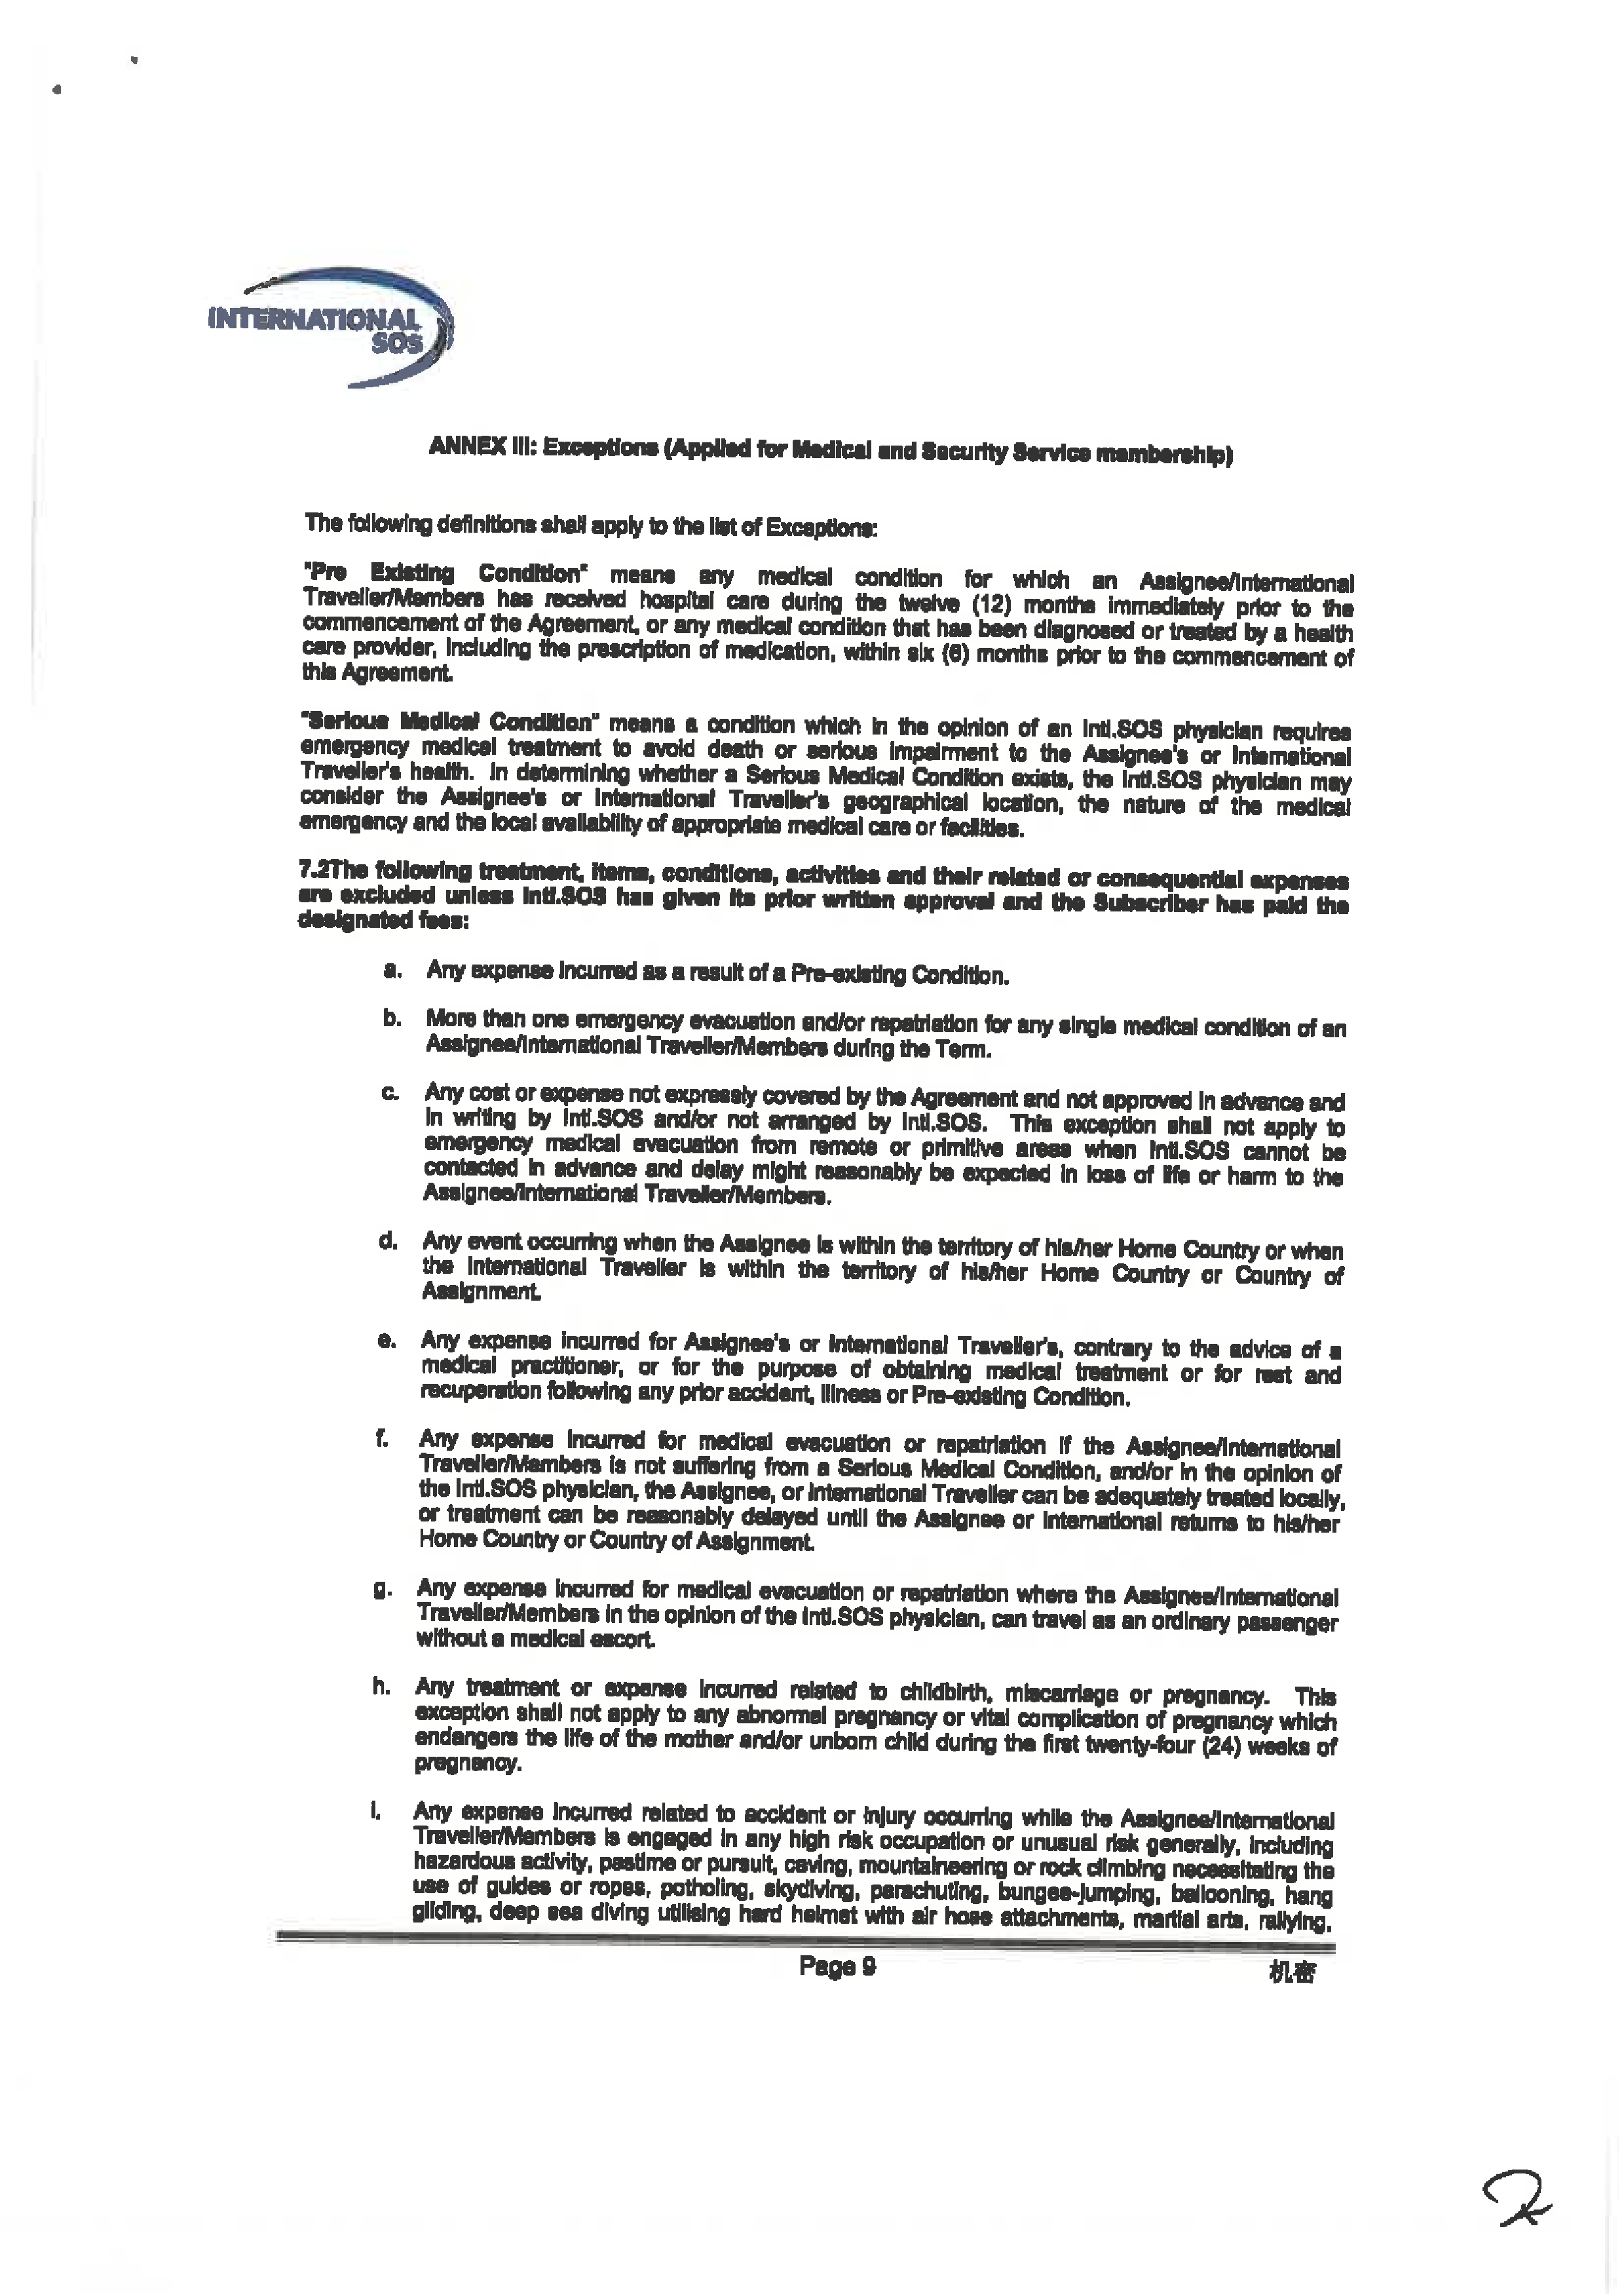 INTERNATIONAL
SOS
ANNEX III: Exceptions (Applied for Medical and Security Service membership)
The following definitions shall apply to the list of Exceptions:
"Pre Existing Condition" means any medical condition for which an Assignee/International
Traveller/Members has received hospital care during the twelve (12) months immediately prior to the
commencement of the Agreement, or any medical condition that has been diagnosed or treated by a health
care provider, including the prescription of medication, within six (6) months prior to the commencement of
this Agreement.
"Serious Medical Condition" means a condition which in the opinion of an Intl.SOS physician requires
emergency medical treatment to avoid death or serious impairment to the Assignee's or International
Traveller's health. In determining whether a Serious Medical Condition exists, the Intl.SOS physician may
consider the Assignee's or International Traveller's geographical location, the nature of the medical
emergency and the local availability of appropriate medical care or facilities.
7.2The following treatment, items, conditions, activities and their related or consequential expenses
are excluded unless Intl.SOS has given its prior written approval and the Subscriber has paid the
designated fees:
a. Any expense incurred as a result of a Pre-existing Condition.
b. More than one emergency evacuation and/or repatriation for any single medical condition of an
Assignee/International Traveller/Members during the Term.
c. Any cost or expense not expressly covered by the Agreement and not approved in advance and
in writing by Intl.SOS and/or not arranged by Intl.SOS. This exception shall not apply to
emergency medical evacuation from remote or primitive areas when Intl.SOS cannot be
contacted in advance and delay might reasonably be expected in loss of life or harm to the
Assignee/International Traveller/Members.
d. Any event occurring when the Assignee is within the territory of his/her Home Country or when
the International Traveller is within the territory of his/her Home Country or Country of
Assignment.
e. Any expense incurred for Assignee's or International Traveller's, contrary to the advice of a
medical practitioner, or for the purpose of obtaining medical treatment or for rest and
recuperation following any prior accident, illness or Pre-existing Condition.
f. Any expense incurred for medical evacuation or repatriation if the Assignee/International
Traveller/Members is not suffering from a Serious Medical Condition, and/or in the opinion of
the Intl.SOS physician, the Assignee, or International Traveller can be adequately treated locally,
or treatment can be reasonably delayed until the Assignee or International returns to his/her
Home Country or Country of Assignment.
g. Any expense incurred for medical evacuation or repatriation where the Assignee/International
Traveller/Members in the opinion of the Intl.SOS physician, can travel as an ordinary passenger
without a medical escort.
h. Any treatment or expense incurred related to childbirth, miscarriage or pregnancy. This
exception shall not apply to any abnormal pregnancy or vital complication of pregnancy which
endangers the life of the mother and/or unborn child during the first twenty-four (24) weeks of
pregnancy.
i. Any expense incurred related to accident or injury occurring while the Assignee/International
Traveller/Members is engaged in any high risk occupation or unusual risk generally, including
hazardous activity, pastime or pursuit, caving, mountaineering or rock climbing necessitating the
use of guides or ropes, potholing, skydiving, parachuting, bungee-jumping, ballooning, hang
gliding, deep sea diving utilising hard helmet with air hose attachments, martial arts, rallying,
Page 9
机密